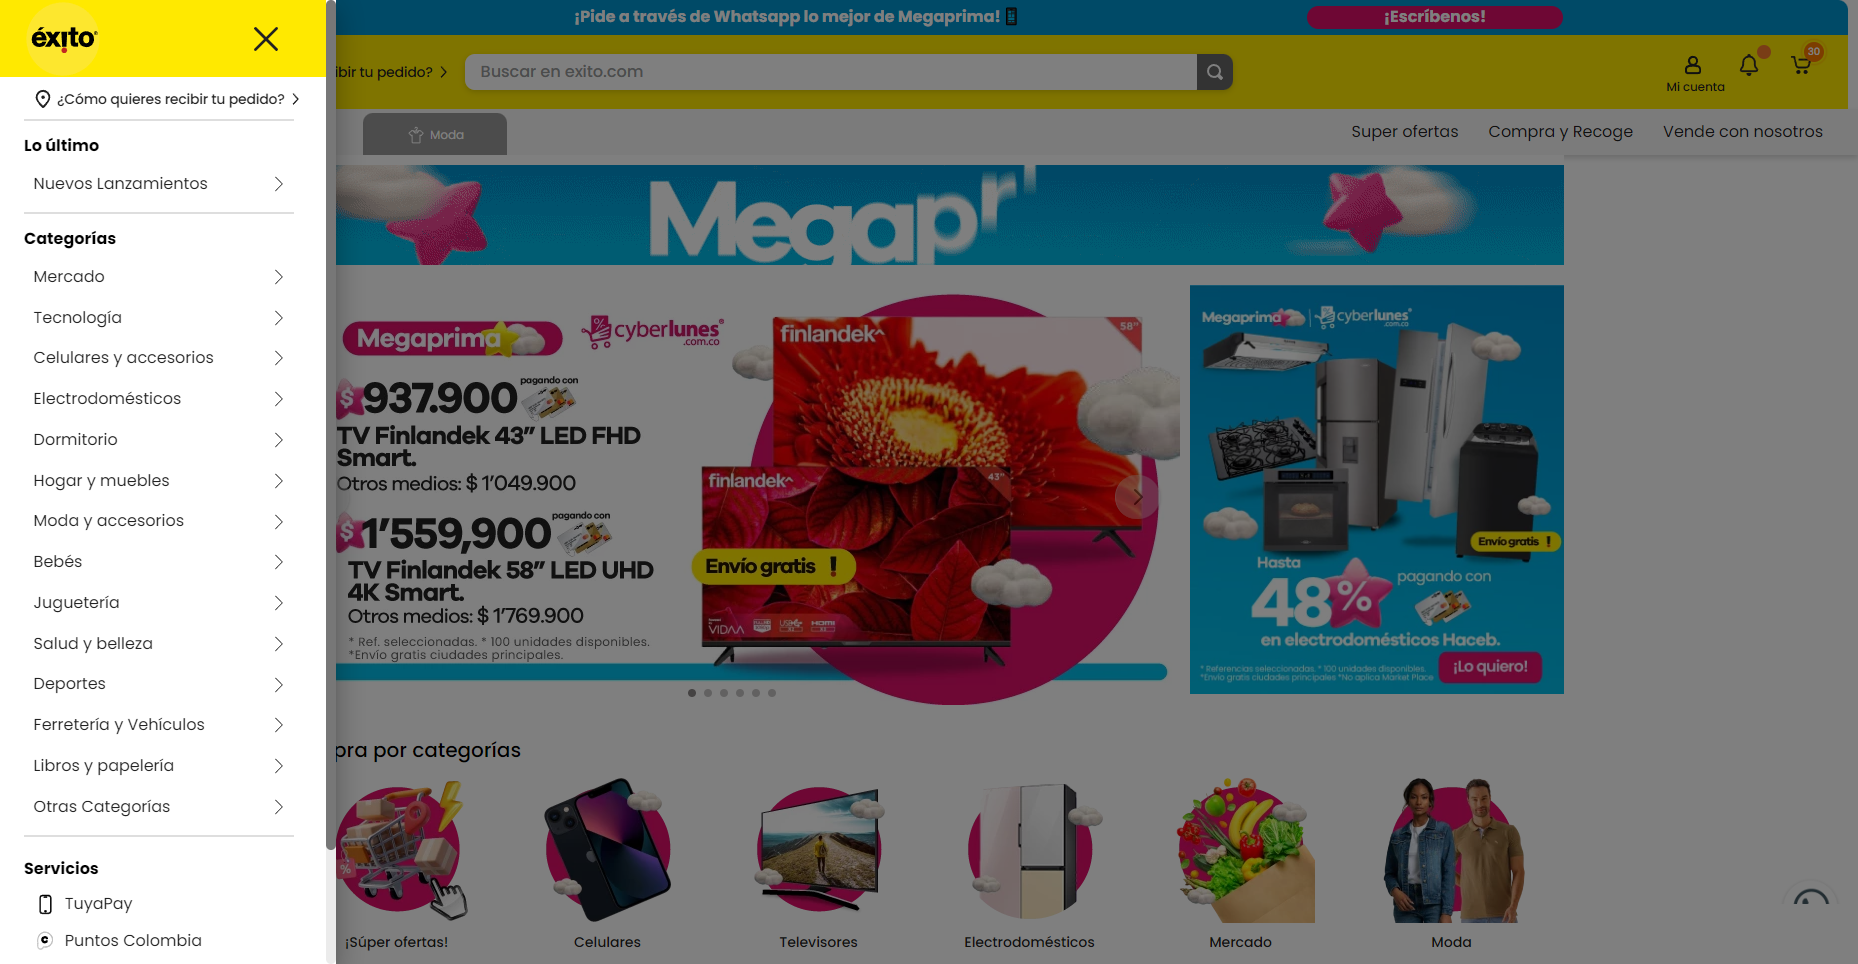 éxito
¿Cómo quieres recibir tu pedido?
Lo último
Nuevos Lanzamientos
Categorías
Mercado
Tecnología
Celulares y accesorios
Electrodomésticos
Dormitorio
Hogar y muebles
Moda y accesorios
Bebés
Juguetería
Salud y belleza
Deportes
Ferretería y Vehículos
Libros y papelería
Otras Categorías
Servicios
TuyaPay
Puntos Colombia
¡Pide a través de Whatsapp lo mejor de Megaprima!
¡Escríbenos!
ibir tu pedido?
Buscar en exito.com
Mi cuenta
30
Moda
Super ofertas
Compra y Recoge
Vende con nosotros
Megapr
Megaprima
cyberlunes
.com.co
$ 937.900
pagando con
TV Finlandek 43” LED FHD
Smart.
Otros medios: $ 1’049.900
$ 1’559,900
pagando con
TV Finlandek 58” LED UHD
4K Smart.
Otros medios: $ 1’769.900
* Ref. seleccionadas. * 100 unidades disponibles.
*Envío gratis ciudades principales.
finlandek
58”
finlandek
43”
Envío gratis !
VIDAA
HDMI
Megaprima
cyberlunes
.com.co
Envío gratis !
Hasta
48%
pagando con
en electrodomésticos Haceb.
* Referencias seleccionadas. * 100 unidades disponibles.
*Envío gratis ciudades principales *No aplica Market Place
¡Lo quiero!
pra por categorías
%
¡Súper ofertas!
Celulares
Televisores
Electrodomésticos
Mercado
Moda